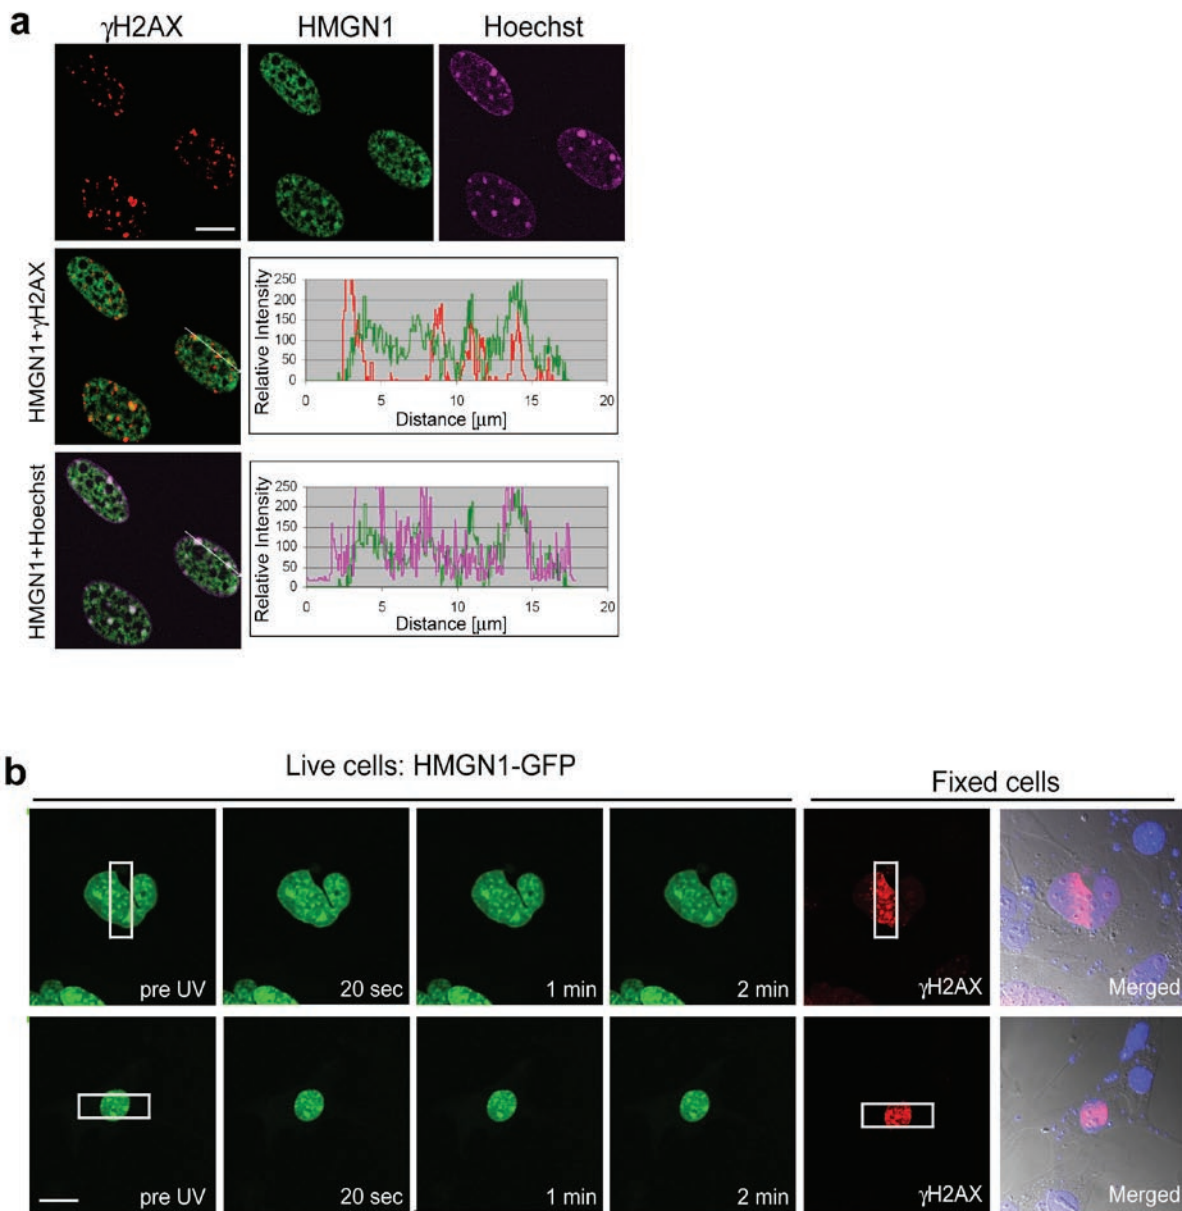 a
γH2AX HMGN1 Hoechst
HMGN1+γH2AX
Relative Intensity
250
200
150
100
50
0
0 5 10 15 20
Distance [μm]
HMGN1+Hoechst
Relative Intensity
250
200
150
100
50
0
0 5 10 15 20
Distance [μm]
b
Live cells: HMGN1-GFP
Fixed cells
pre UV 20 sec 1 min 2 min γH2AX Merged
pre UV 20 sec 1 min 2 min γH2AX Merged